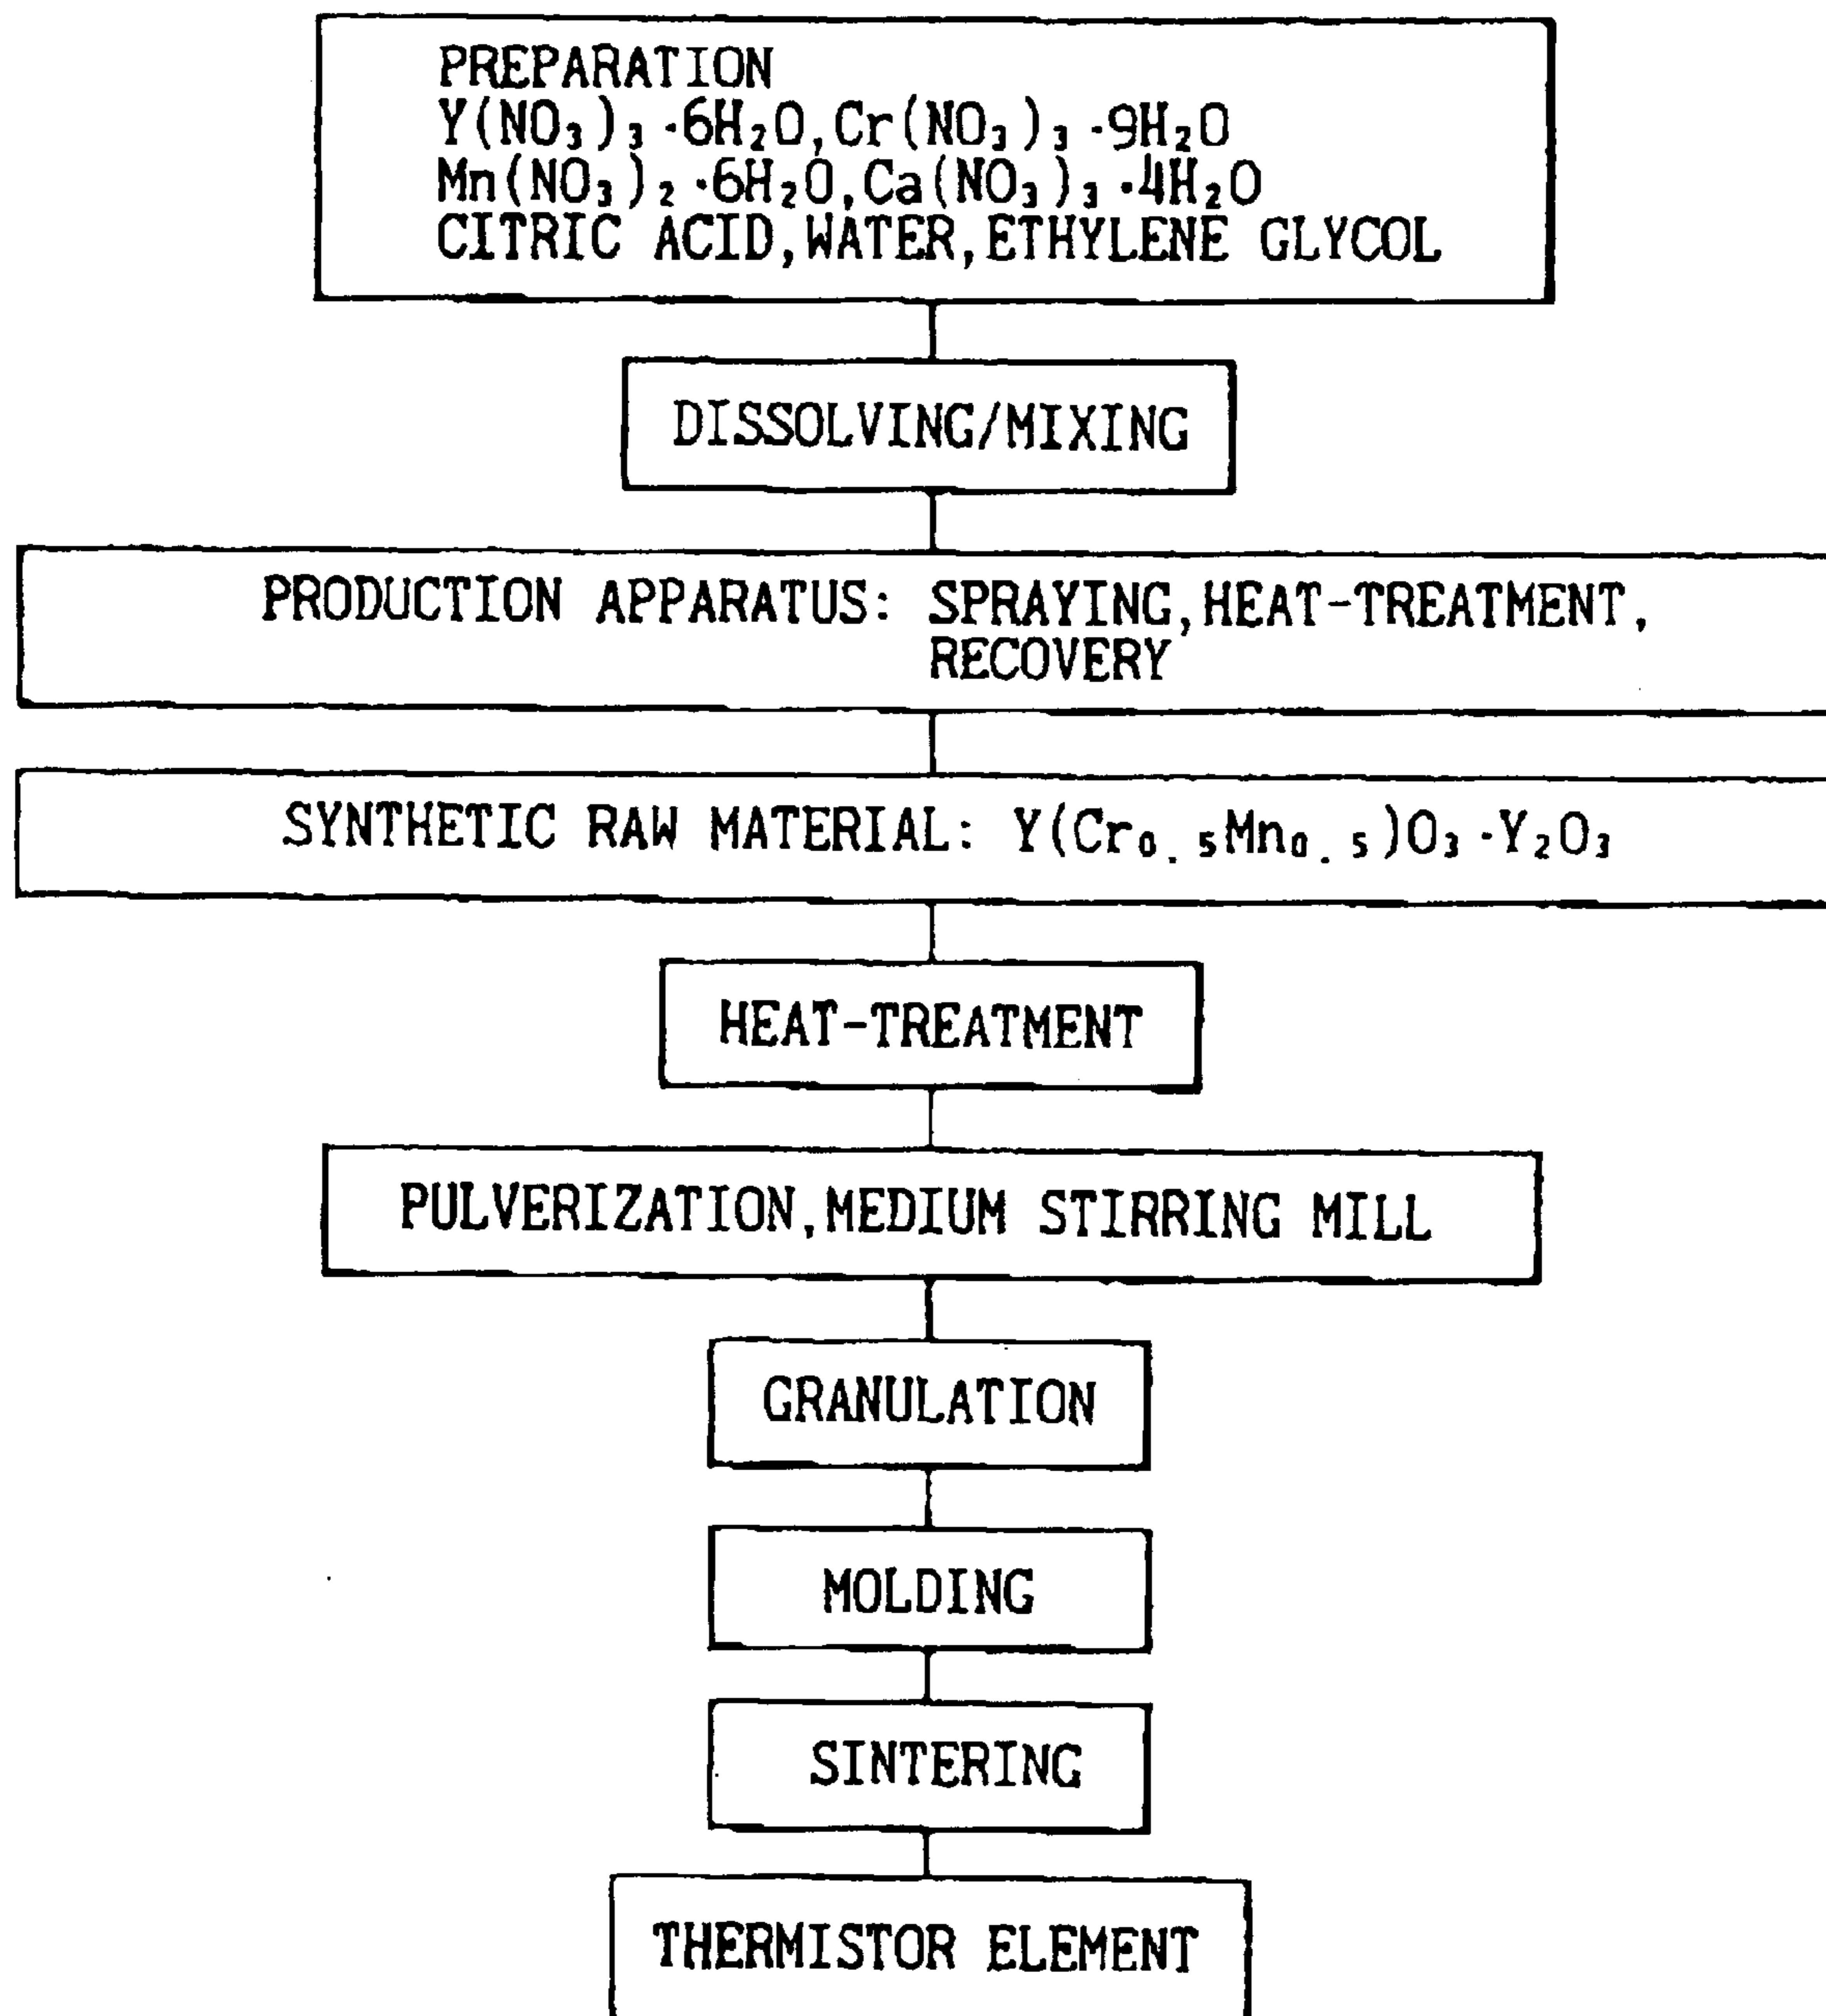 PREPARATION
Y(NO₃)₃·6H₂O,Cr(NO₃)₃·9H₂O
Mn(NO₃)₂·6H₂O,Ca(NO₃)₃·4H₂O
CITRIC ACID,WATER,ETHYLENE GLYCOL
DISSOLVING/MIXING
PRODUCTION APPARATUS: SPRAYING,HEAT-TREATMENT,
RECOVERY
SYNTHETIC RAW MATERIAL: Y(Cr₀.₅Mn₀.₅)O₃·Y₂O₃
HEAT-TREATMENT
PULVERIZATION,MEDIUM STIRRING MILL
GRANULATION
MOLDING
SINTERING
THERMISTOR ELEMENT